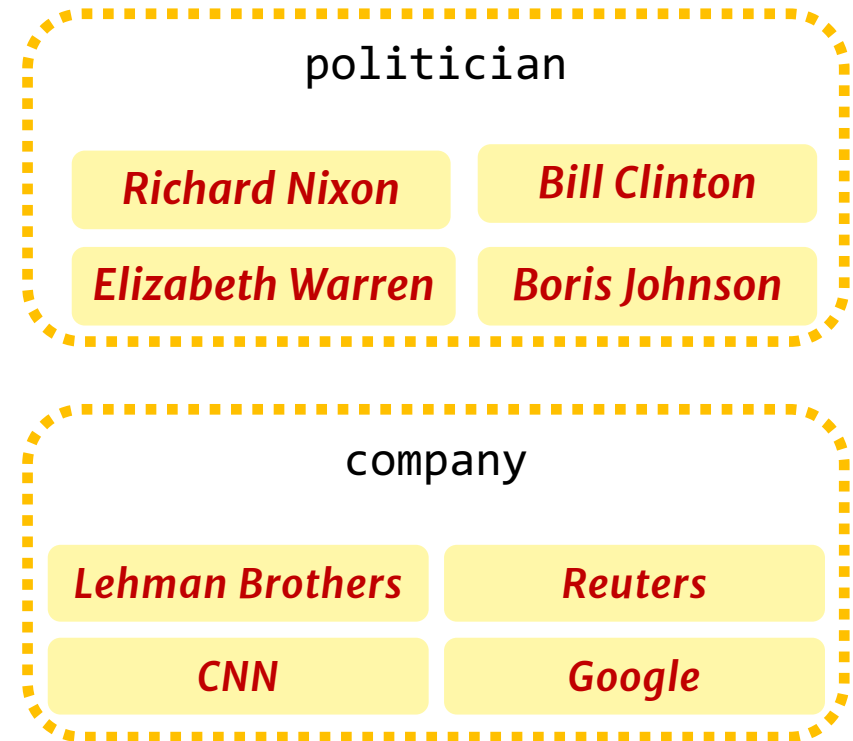 politician
Richard Nixon
Bill Clinton
Elizabeth Warren
Boris Johnson
company
Lehman Brothers
Reuters
CNN
Google